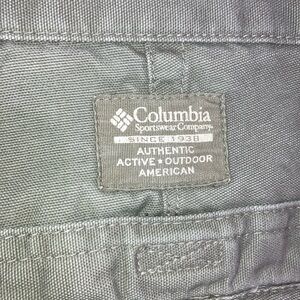 Columbia
Sportswear Company
SINCE 1938
AUTHENTIC
ACTIVE ★ OUTDOOR
AMERICAN